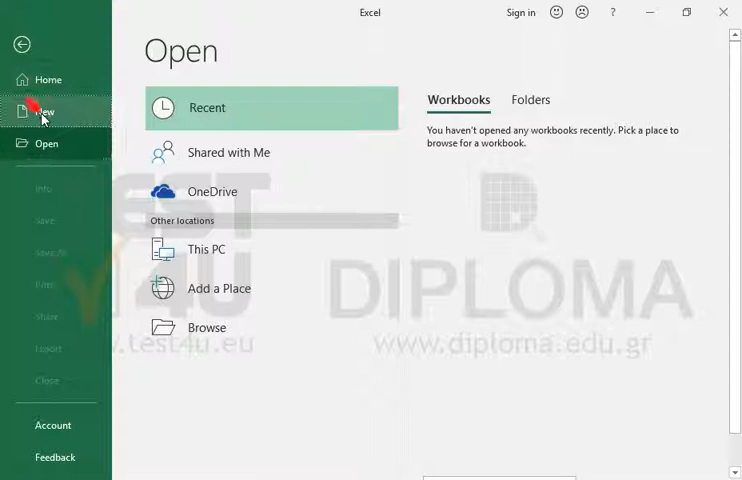 Excel
Sign in
?
Open
Home
New
Open
Info
Save
Save As
Print
Share
Export
Close
Account
Feedback
Recent
Shared with Me
OneDrive
Other locations
This PC
Add a Place
Browse
Workbooks
Folders
You haven't opened any workbooks recently. Pick a place to
browse for a workbook.
TEST
4U
www.test4u.eu
DIPLOMA
www.diploma.edu.gr